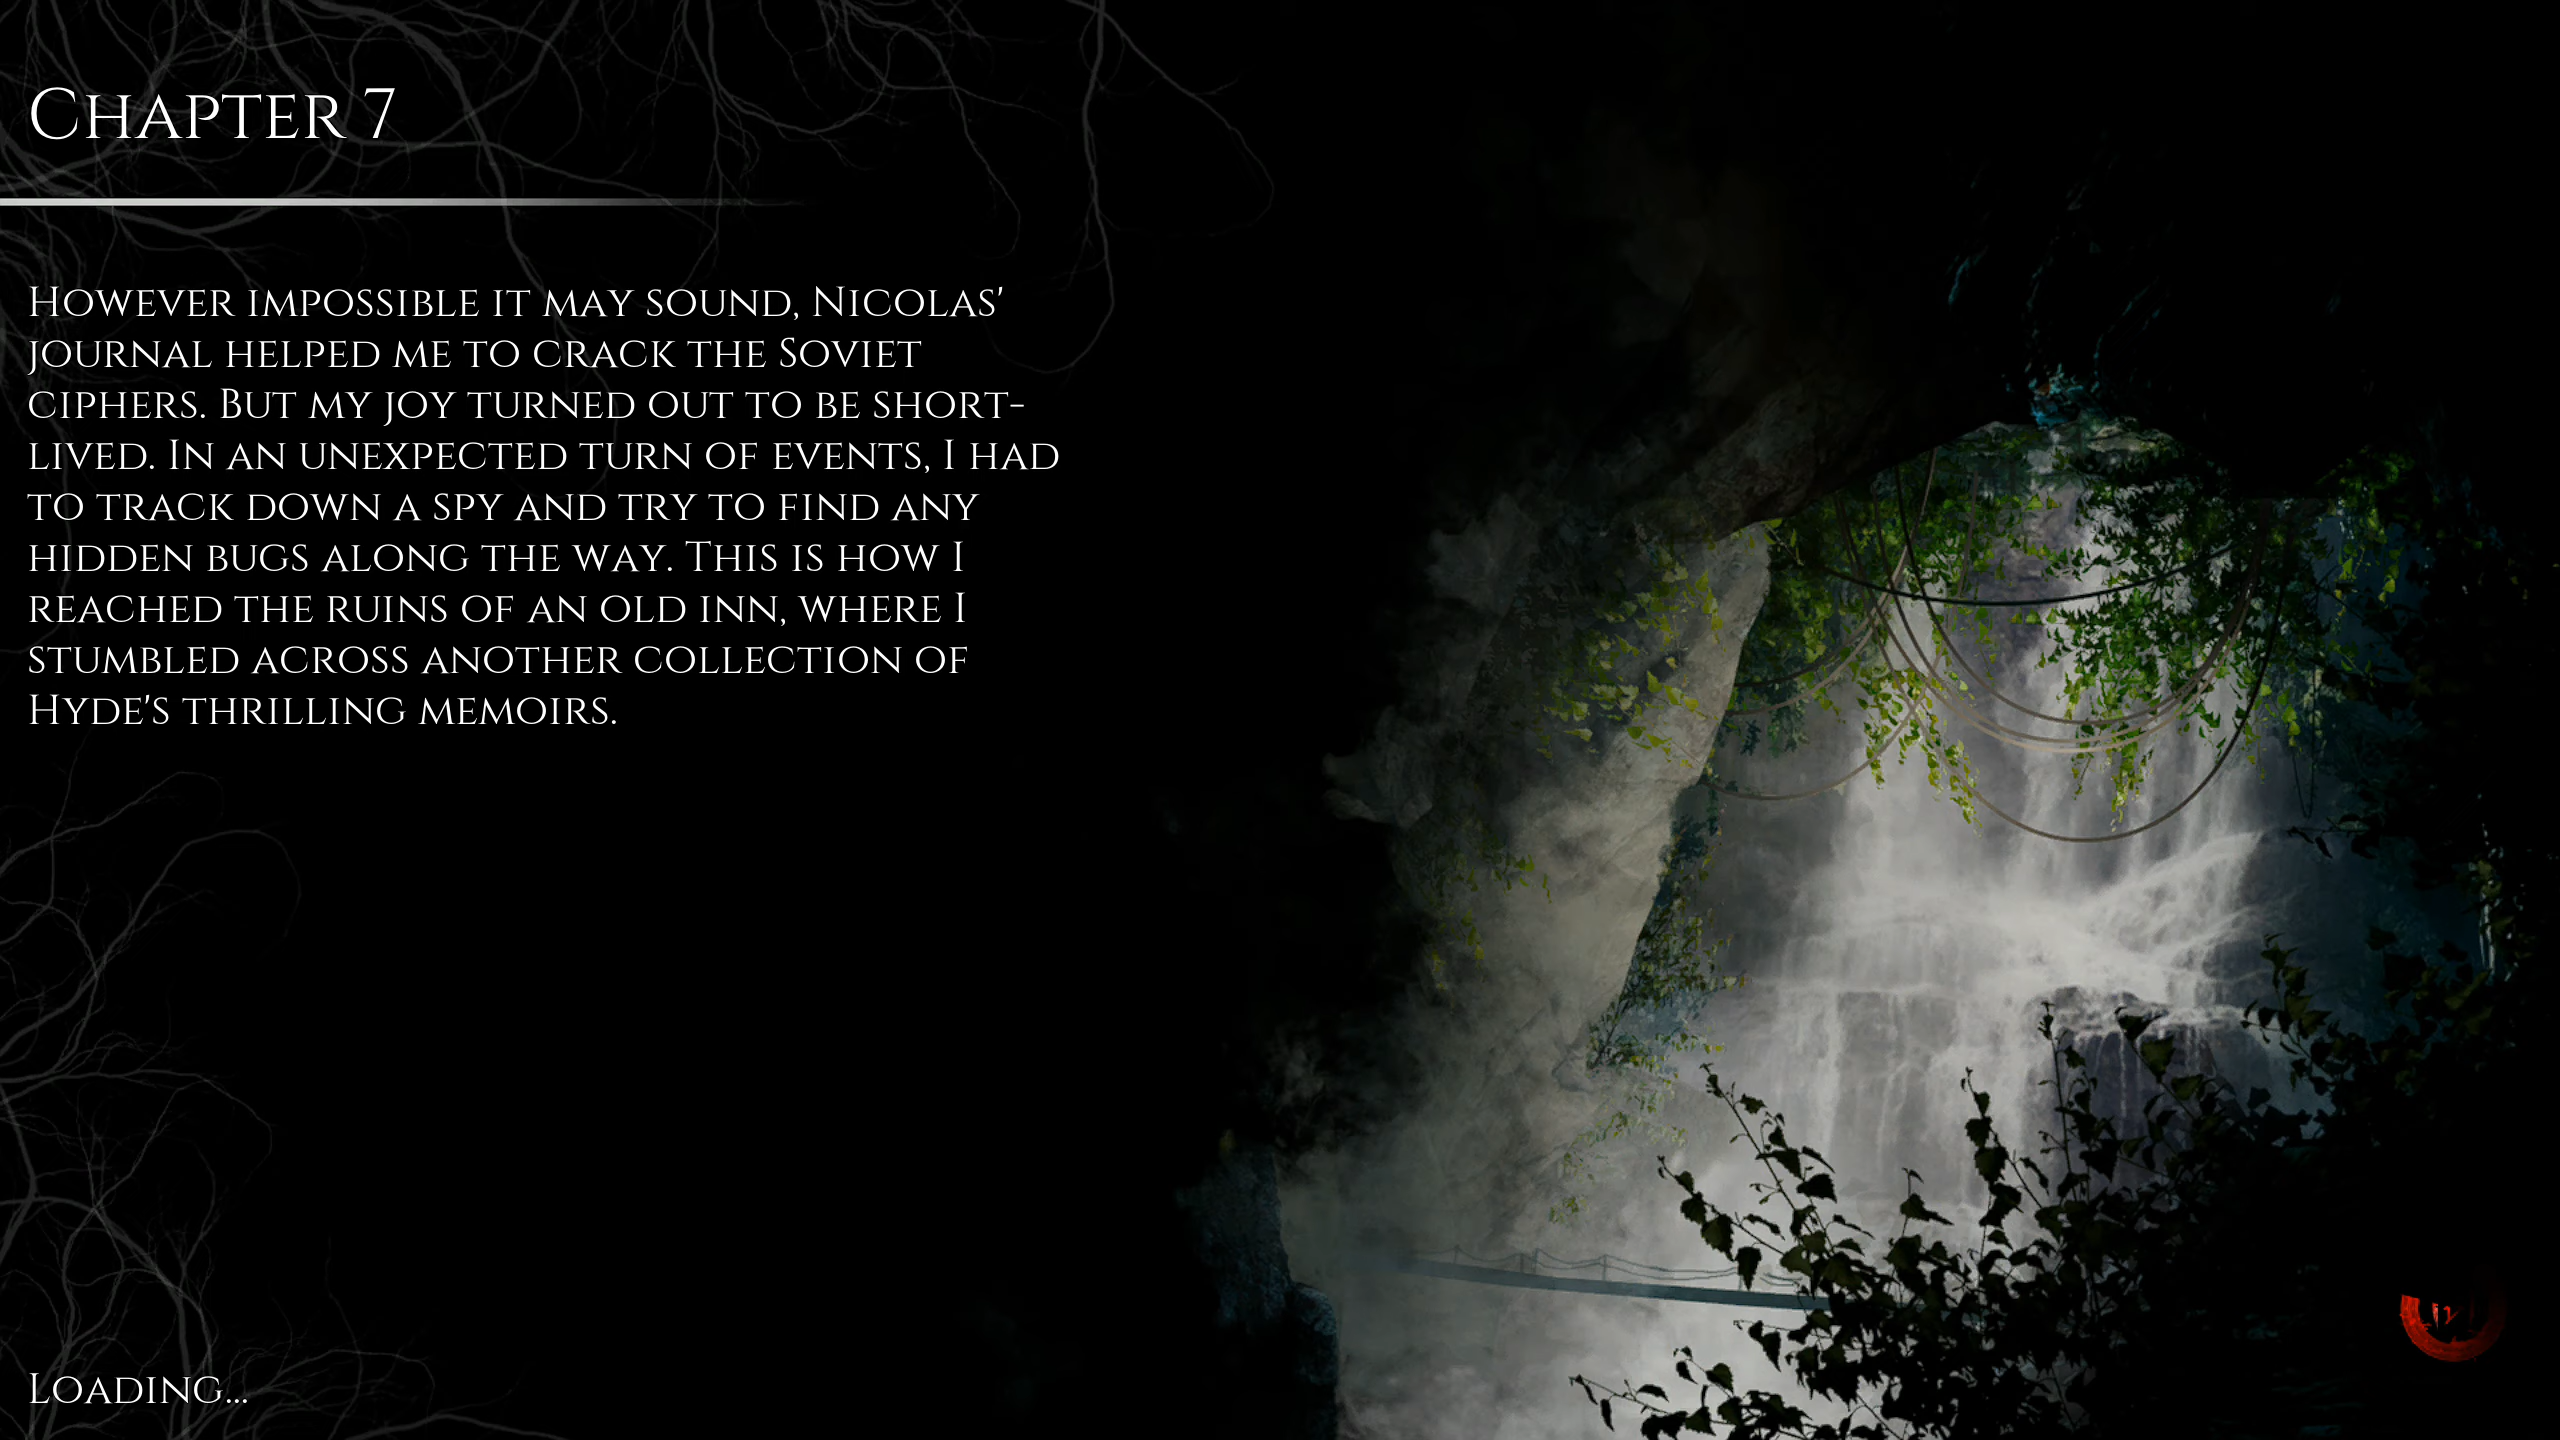 Chapter 7
However impossible it may sound, Nicolas'
journal helped me to crack the Soviet
ciphers. But my joy turned out to be short-
lived. In an unexpected turn of events, I had
to track down a spy and try to find any
hidden bugs along the way. This is how I
reached the ruins of an old inn, where I
stumbled across another collection of
Hyde's thrilling memoirs.
Loading...